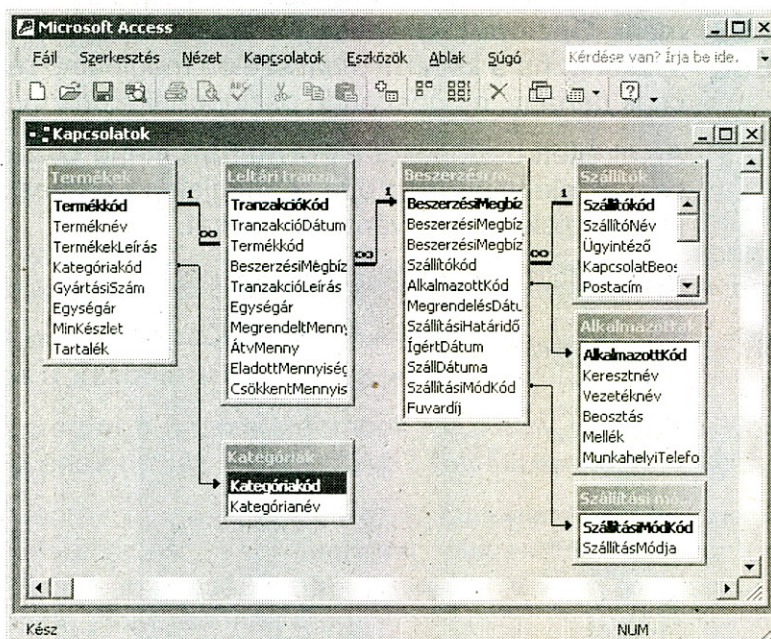 Microsoft Access
Fájl Szerkesztés Nézet Kapcsolatok Eszközök Ablak Súgó Kérdése van? Írja be ide.
Kapcsolatok
Termékek
Termékkód
Terméknév
TermékekLeírás
Kategóriakód
GyártásiSzám
Egységár
MinKészlet
Tartalék
1
∞
Leltári tranza...
TranzakcióKód
TranzakcióDátum
Termékkód
BeszerzésiMegbíz
TranzakcióLeírás
Egységár
MegrendeltMenny
ÁtvMenny
EladottMennyiség
CsökkentMennyis
1
∞
Beszerzési m...
BeszerzésiMegbíz
BeszerzésiMegbíz
BeszerzésiMegbíz
Szállítókód
AlkalmazottKód
MegrendelésDátu
SzállításiHatáridő
ÍgértDátum
SzállDátuma
SzállításiMódKód
Fuvardíj
1
∞
Szállítók
Szállítókód
SzállítóNév
Ügyintéző
KapcsolatBeos
Postacím
Alkalmazottak
AlkalmazottKód
Keresztnév
Vezetéknév
Beosztás
Mellék
MunkahelyiTelefo
Kategóriák
Kategóriakód
Kategórianév
Szállítási mó...
SzállításiMódKód
SzállításMódja
Kész NUM